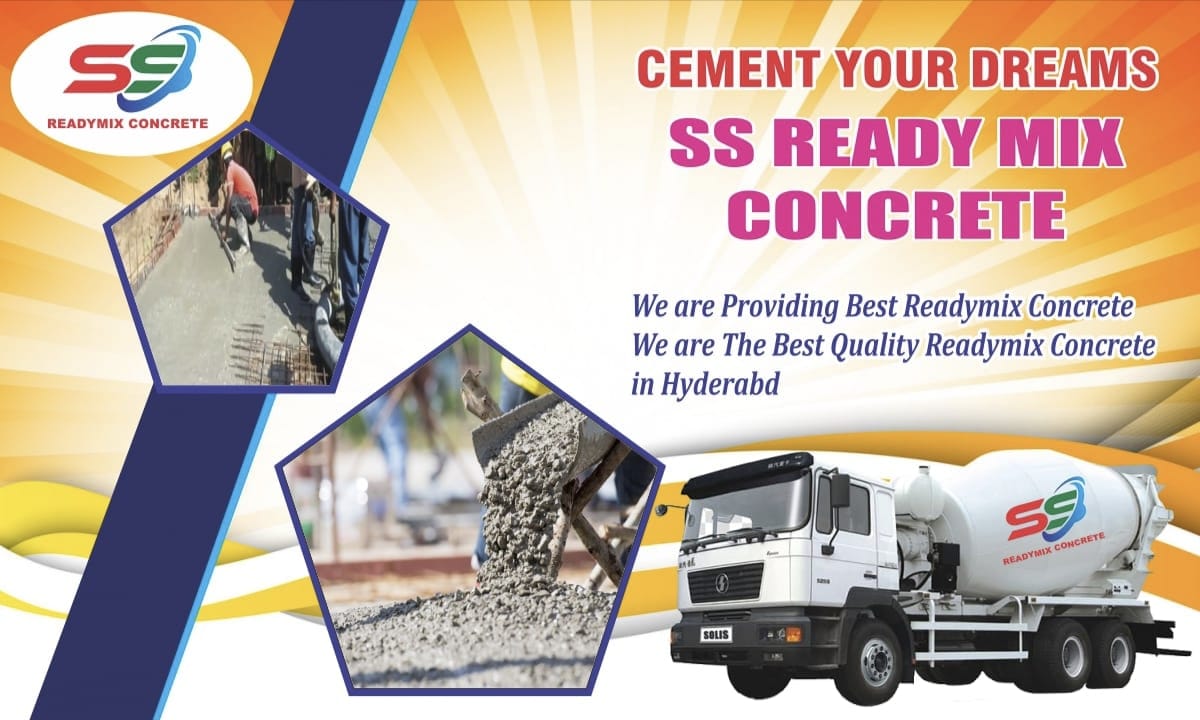 SS
READYMIX CONCRETE
CEMENT YOUR DREAMS
SS READY MIX
CONCRETE
We are Providing Best Readymix Concrete
We are The Best Quality Readymix Concrete
in Hyderabd
SS
READYMIX CONCRETE
SOLIS